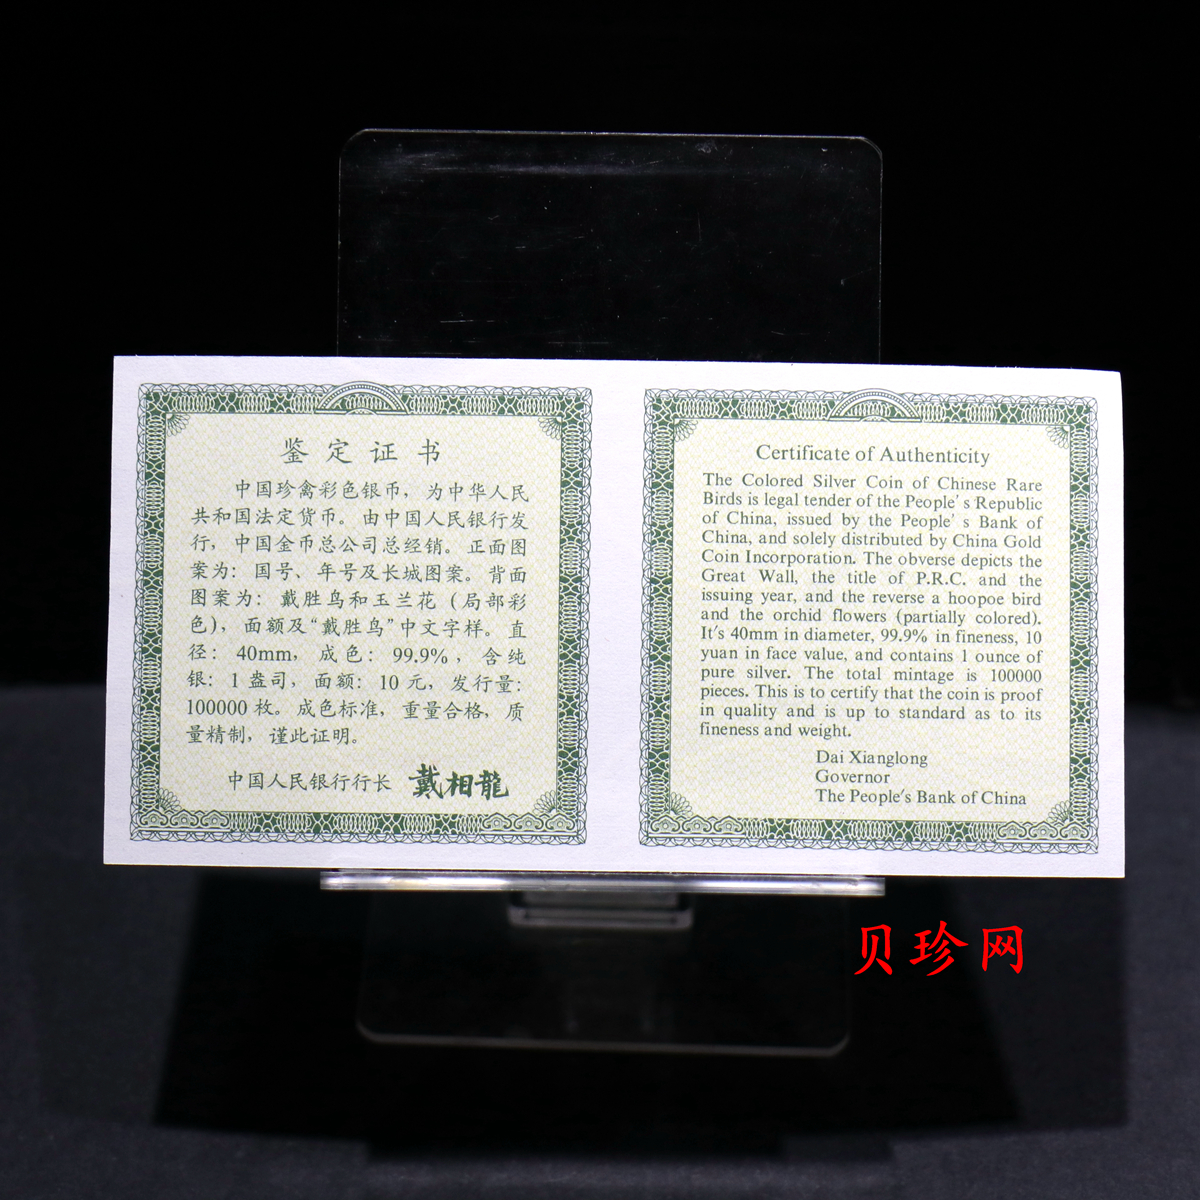 鉴定证书
中国珍禽彩色银币，为中华人民
共和国法定货币。由中国人民银行发
行，中国金币总公司总经销。正面图
案为：国号、年号及长城图案。背面
图案为：戴胜鸟和玉兰花（局部彩
色），面额及“戴胜鸟”中文字样。直
径：40mm，成色：99.9%，含纯
银：1盎司，面额：10元，发行量：
100000枚。成色标准，重量合格，质
量精制，谨此证明。
中国人民银行行长 戴相龍
Certificate of Authenticity
The Colored Silver Coin of Chinese Rare
Birds is legal tender of the People's Republic
of China, issued by the People's Bank of
China, and solely distributed by China Gold
Coin Incorporation. The obverse depicts the
Great Wall, the title of P.R.C. and the
issuing year, and the reverse a hoopoe bird
and the orchid flowers (partially colored).
It's 40mm in diameter, 99.9% in fineness, 10
yuan in face value, and contains 1 ounce of
pure silver. The total mintage is 100000
pieces. This is to certify that the coin is proof
in quality and is up to standard as to its
fineness and weight.
Dai Xianglong
Governor
The People's Bank of China
贝珍网